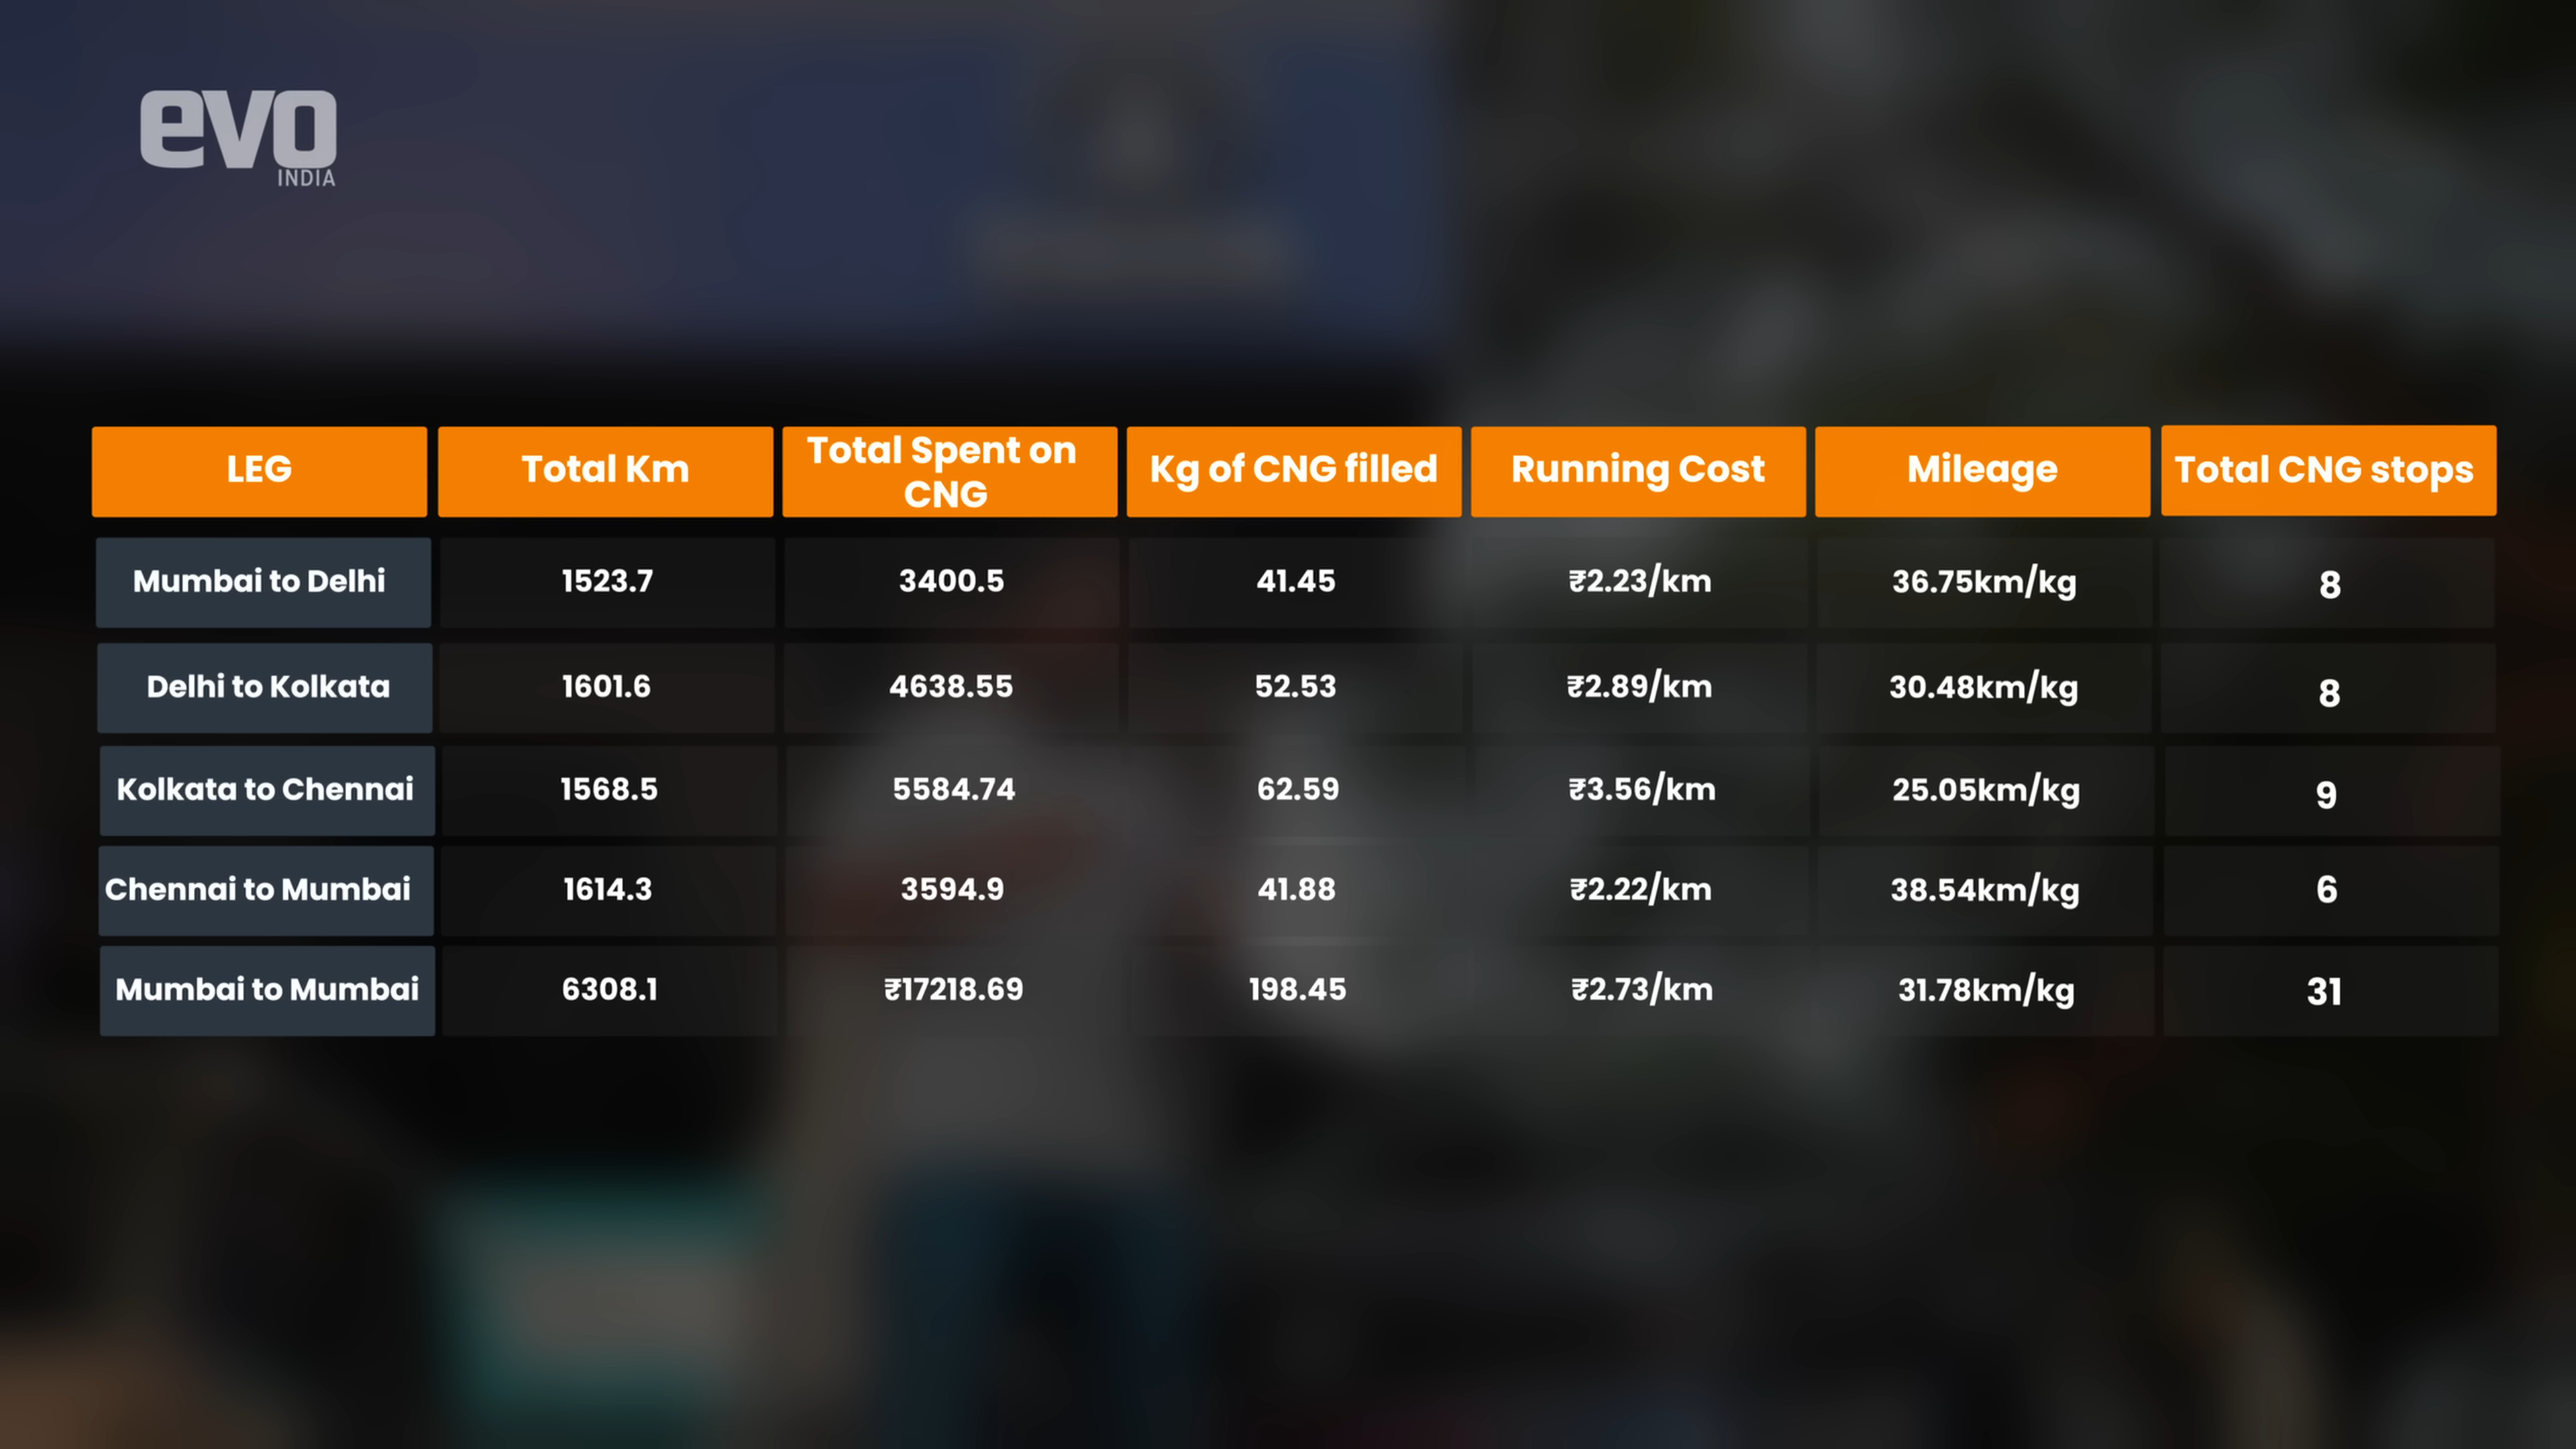 evo
INDIA
LEG Total Km Total Spent on CNG Kg of CNG filled Running Cost Mileage Total CNG stops
Mumbai to Delhi 1523.7 3400.5 41.45 ₹2.23/km 36.75km/kg 8
Delhi to Kolkata 1601.6 4638.55 52.53 ₹2.89/km 30.48km/kg 8
Kolkata to Chennai 1568.5 5584.74 62.59 ₹3.56/km 25.05km/kg 9
Chennai to Mumbai 1614.3 3594.9 41.88 ₹2.22/km 38.54km/kg 6
Mumbai to Mumbai 6308.1 ₹17218.69 198.45 ₹2.73/km 31.78km/kg 31